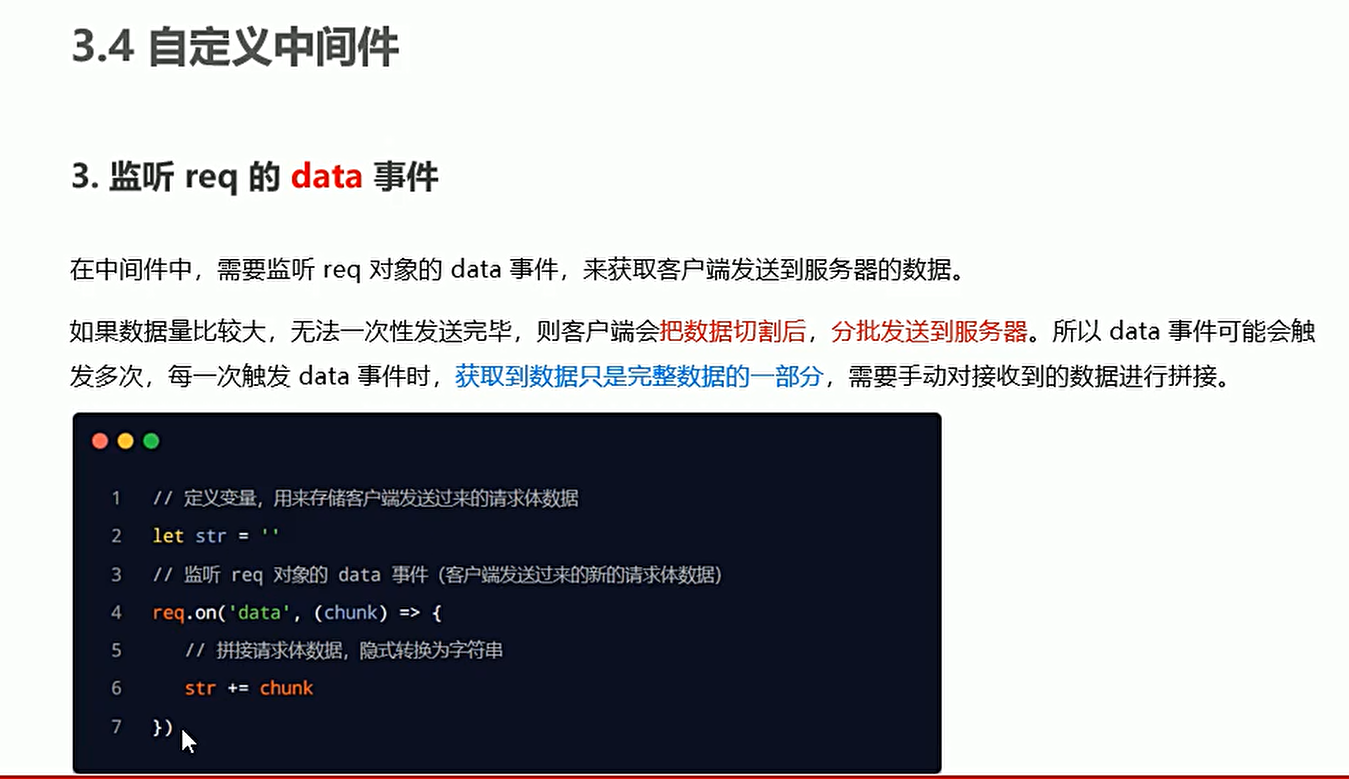 3.4 自定义中间件
3. 监听 req 的 data 事件
在中间件中，需要监听 req 对象的 data 事件，来获取客户端发送到服务器的数据。
如果数据量比较大，无法一次性发送完毕，则客户端会把数据切割后，分批发送到服务器。所以 data 事件可能会触
发多次，每一次触发 data 事件时，获取到数据只是完整数据的一部分，需要手动对接收到的数据进行拼接。
1 // 定义变量，用来存储客户端发送过来的请求体数据
2 let str = ''
3 // 监听 req 对象的 data 事件（客户端发送过来的新的请求体数据）
4 req.on('data', (chunk) => {
5 // 拼接请求体数据，隐式转换为字符串
6 str += chunk
7 })